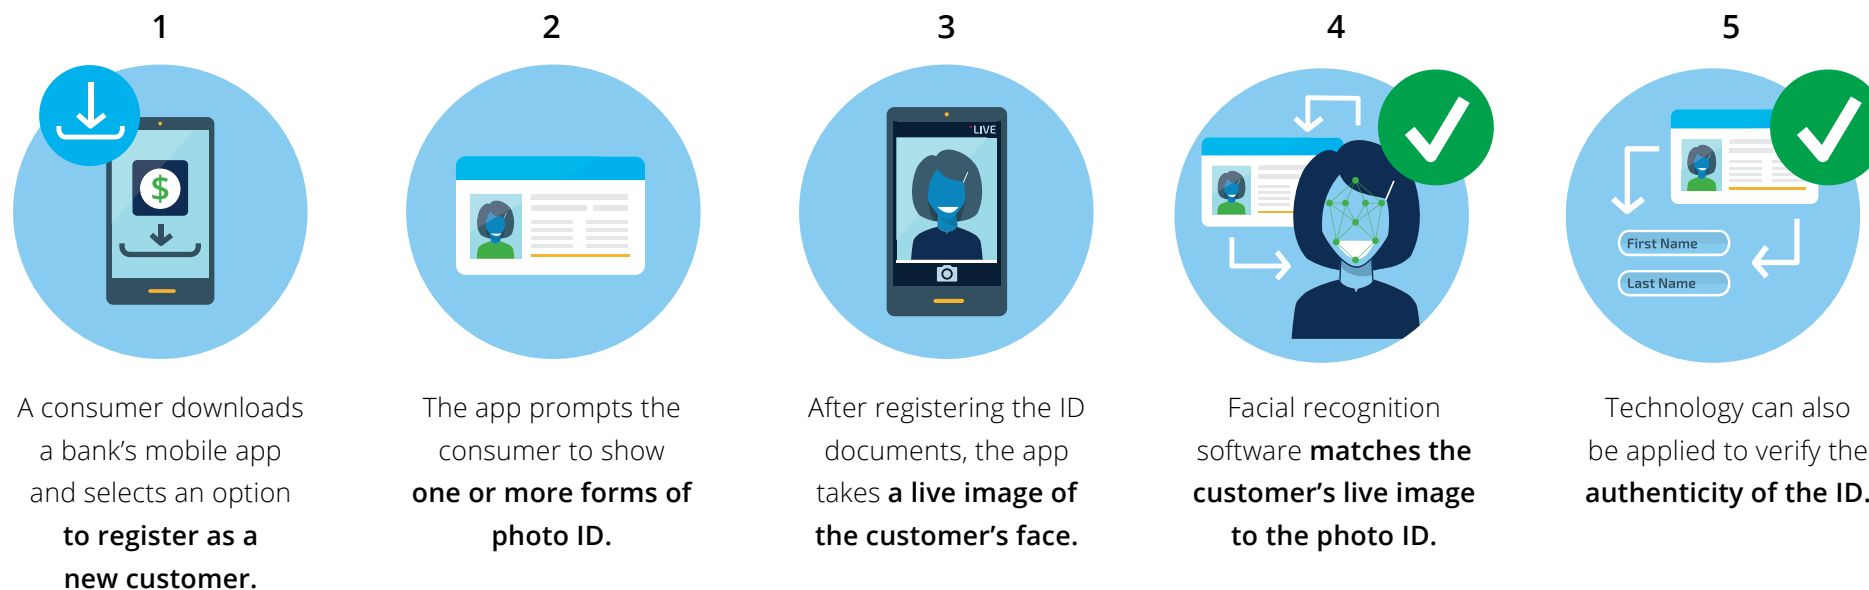 1
A consumer downloads
a bank's mobile app
and selects an option
to register as a
new customer.
2
The app prompts the
consumer to show
one or more forms of
photo ID.
3
LIVE
After registering the ID
documents, the app
takes a live image of
the customer's face.
4
Facial recognition
software matches the
customer's live image
to the photo ID.
5
First Name
Last Name
Technology can also
be applied to verify the
authenticity of the ID.
$